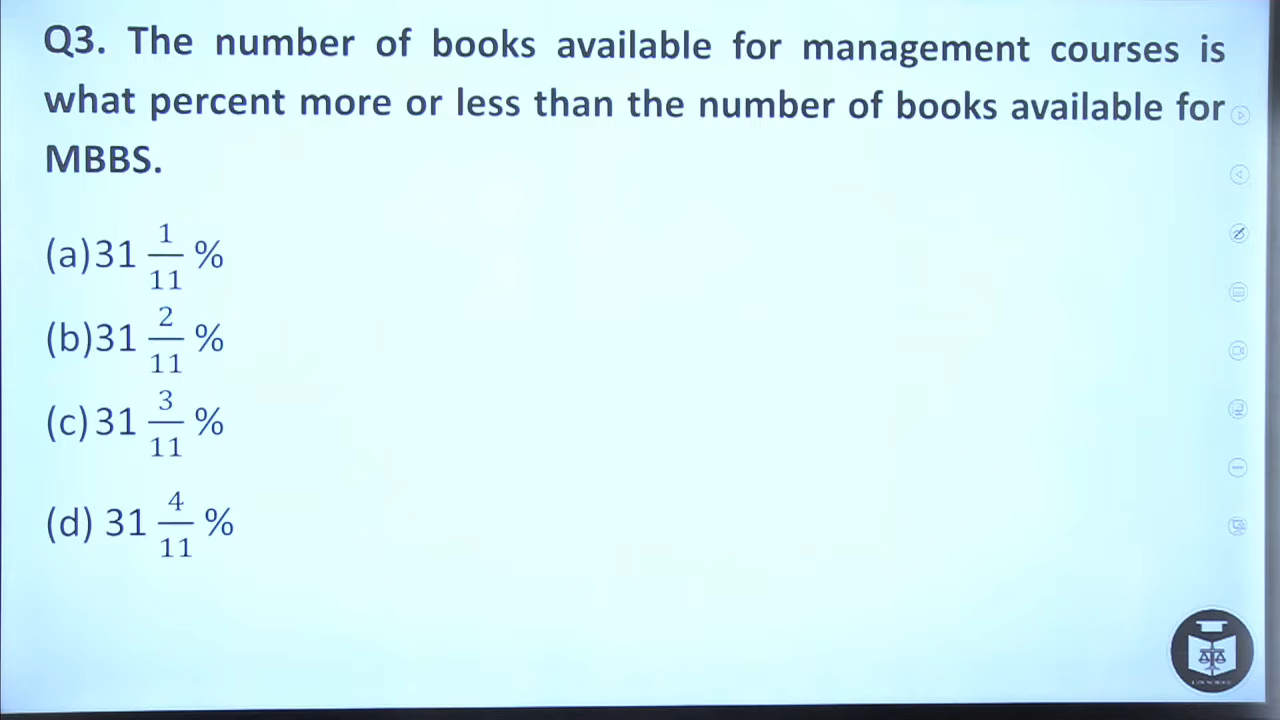 Q3. The number of books available for management courses is
what percent more or less than the number of books available for
MBBS.
(a) 31 1/11 %
(b) 31 2/11 %
(c) 31 3/11 %
(d) 31 4/11 %